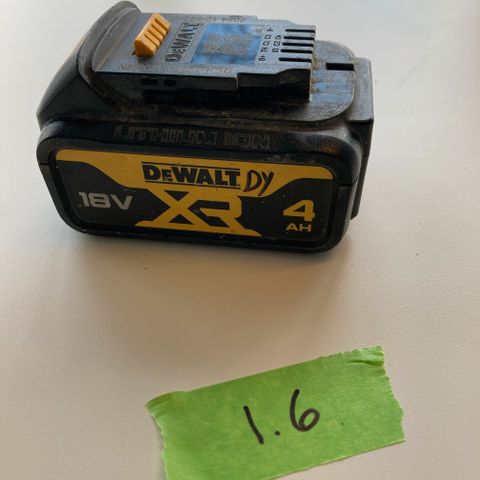 DEWALT
LITHIUM ION
DEWALT DY
18V XR 4
AH
1.6